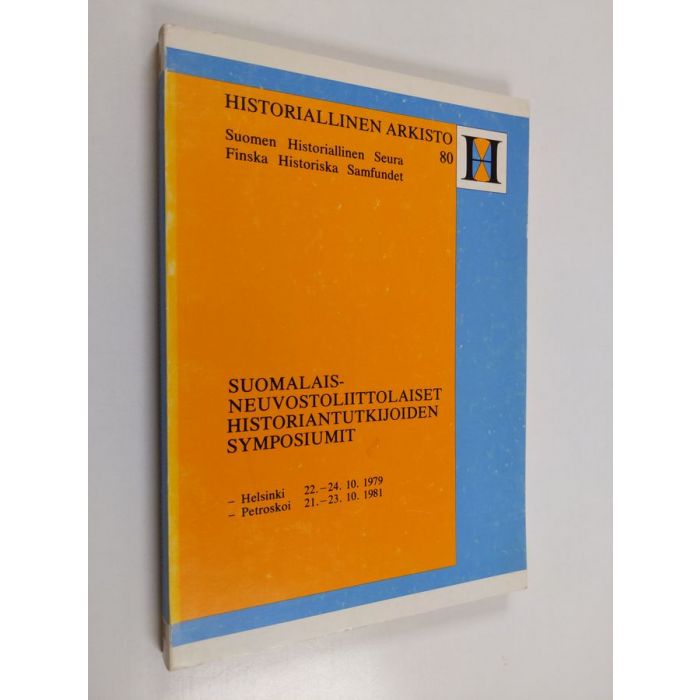 HISTORIALLINEN ARKISTO
80
Suomen Historiallinen Seura
Finska Historiska Samfundet
H
SUOMALAIS-
NEUVOSTOLIITTOLAISET
HISTORIANTUTKIJOIDEN
SYMPOSIUMIT
– Helsinki 22.–24. 10. 1979
– Petroskoi 21.–23. 10. 1981